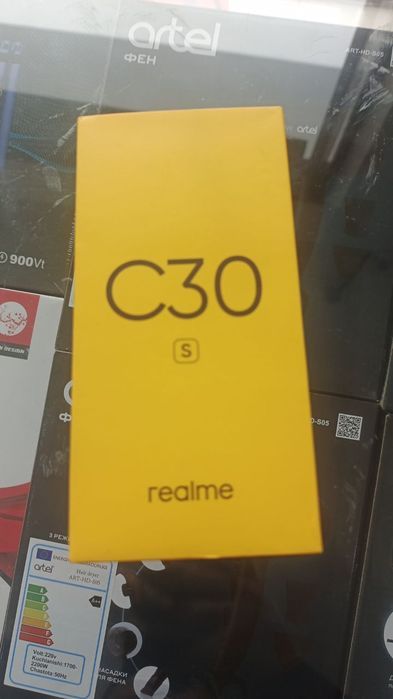 artel
ФЕН
ART-HD-S05
artel
900Vt
C30
S
realme
artel
Hair dryer
ART-HD-S05
Volt:220v
Kuchlanishi:1700-
2200W
Chastota:50Hz